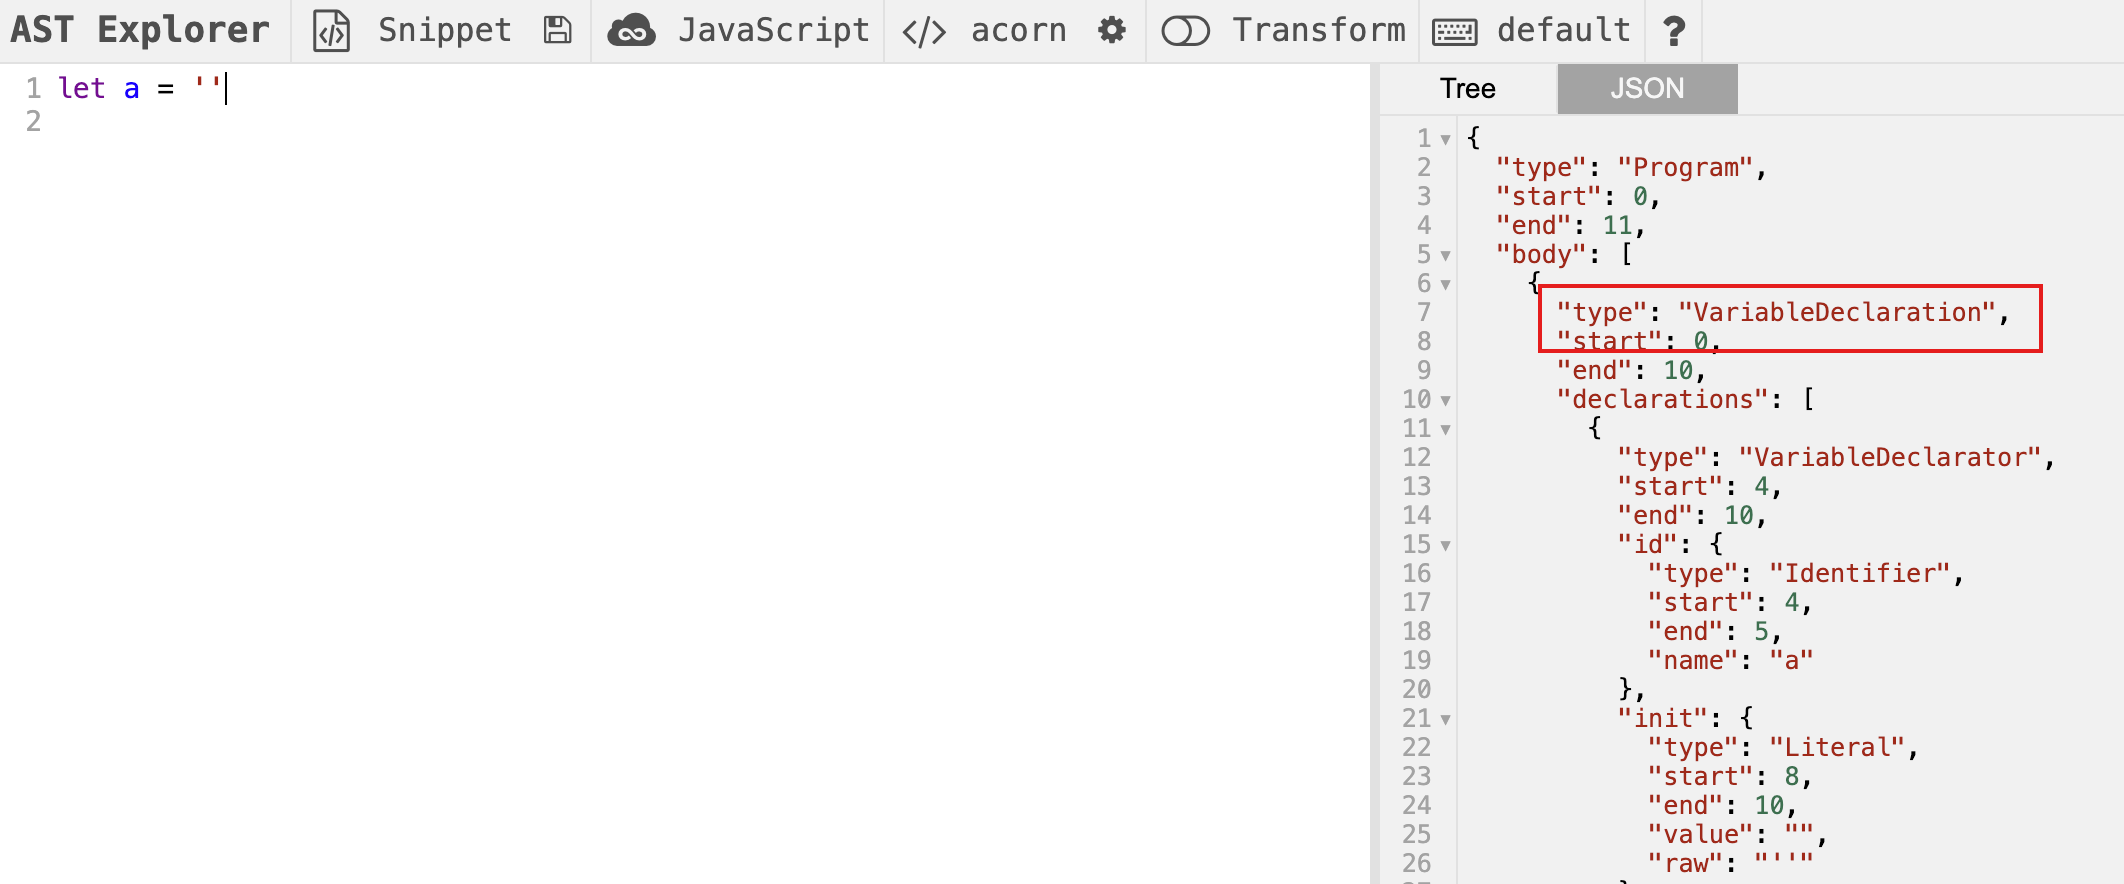 AST Explorer Snippet JavaScript </> acorn Transform default ?
1 let a = ''
2
Tree JSON
1 {
2 "type": "Program",
3 "start": 0,
4 "end": 11,
5 "body": [
6 {
7 "type": "VariableDeclaration",
8 "start": 0,
9 "end": 10,
10 "declarations": [
11 {
12 "type": "VariableDeclarator",
13 "start": 4,
14 "end": 10,
15 "id": {
16 "type": "Identifier",
17 "start": 4,
18 "end": 5,
19 "name": "a"
20 },
21 "init": {
22 "type": "Literal",
23 "start": 8,
24 "end": 10,
25 "value": "",
26 "raw": "''"